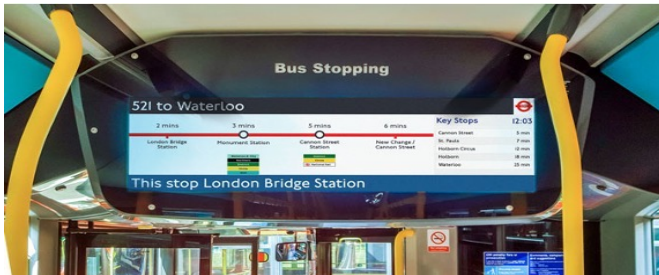 Bus Stopping
521 to Waterloo
2 mins 3 mins 5 mins 6 mins
London Bridge Station
Monument Station
Cannon Street Station
New Change / Cannon Street
Key Stops 12:03
Cannon Street 5 min
St. Pauls 7 min
Holborn Circus 12 min
Holborn 18 min
Waterloo 25 min
This stop London Bridge Station